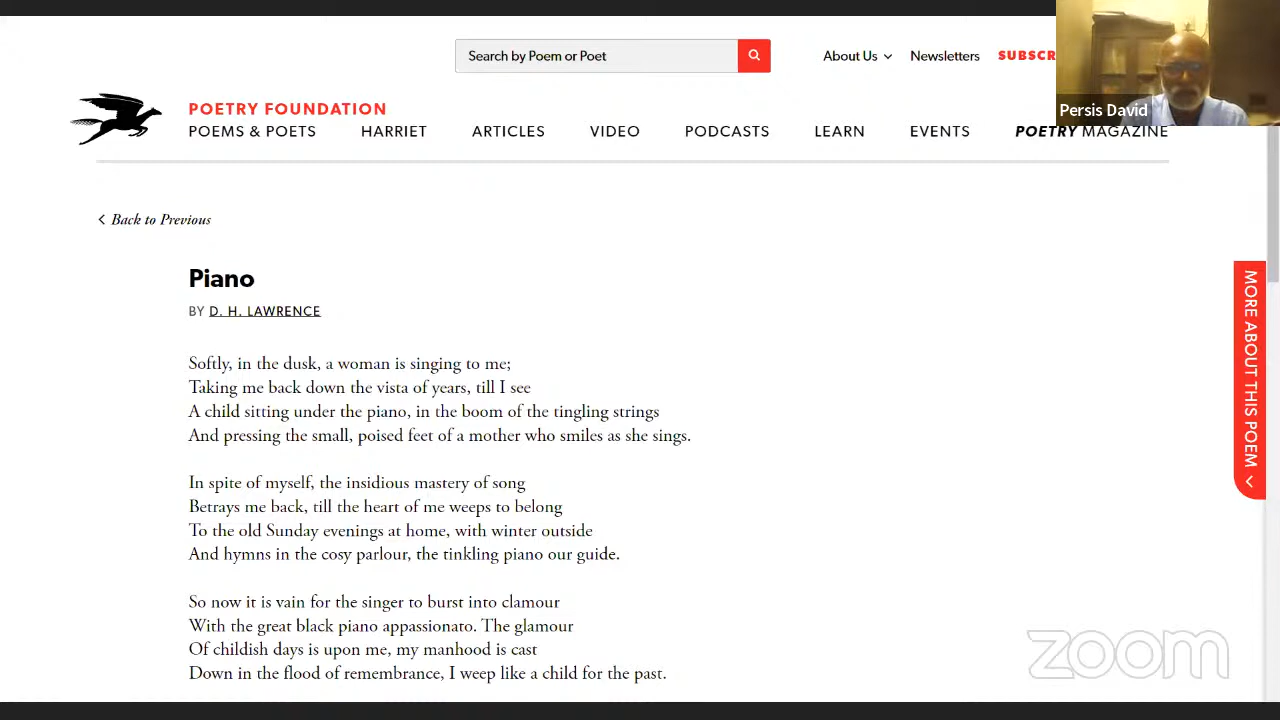 Search by Poem or Poet
About Us
Newsletters
SUBSCR
Persis David
POETRY FOUNDATION
POEMS & POETS
HARRIET
ARTICLES
VIDEO
PODCASTS
LEARN
EVENTS
POETRY MAGAZINE
Back to Previous
Piano
BY D. H. LAWRENCE
Softly, in the dusk, a woman is singing to me;
Taking me back down the vista of years, till I see
A child sitting under the piano, in the boom of the tingling strings
And pressing the small, poised feet of a mother who smiles as she sings.
In spite of myself, the insidious mastery of song
Betrays me back, till the heart of me weeps to belong
To the old Sunday evenings at home, with winter outside
And hymns in the cosy parlour, the tinkling piano our guide.
So now it is vain for the singer to burst into clamour
With the great black piano appassionato. The glamour
Of childish days is upon me, my manhood is cast
Down in the flood of remembrance, I weep like a child for the past.
MORE ABOUT THIS POEM
zoom